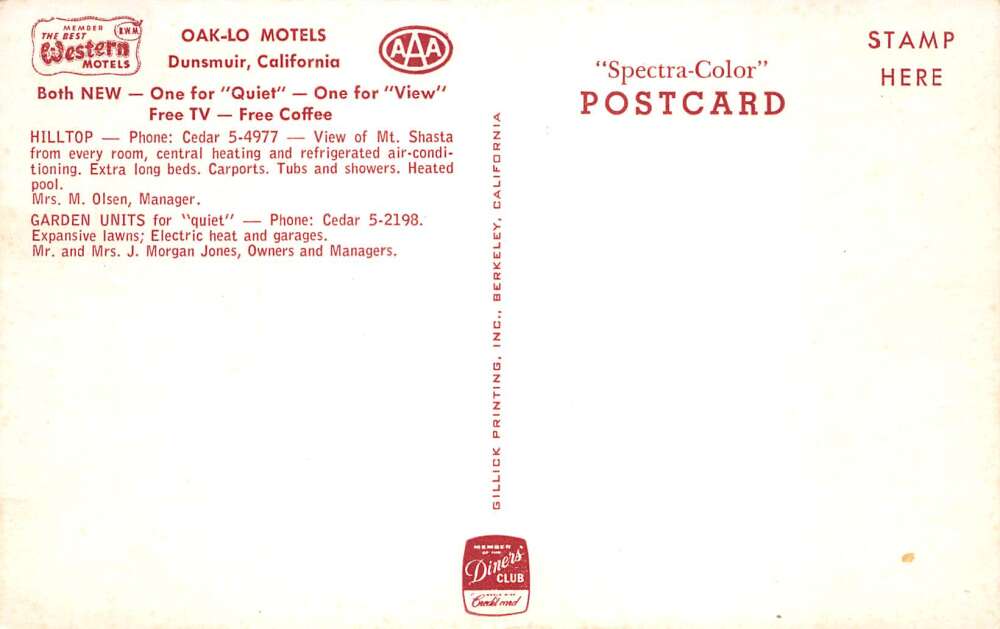 MEMBER
THE BEST B.W.M.
Western
MOTELS
OAK-LO MOTELS
Dunsmuir, California
AAA
Both NEW — One for "Quiet" — One for "View"
Free TV — Free Coffee
HILLTOP — Phone: Cedar 5-4977 — View of Mt. Shasta
from every room, central heating and refrigerated air-condi-
tioning. Extra long beds. Carports. Tubs and showers. Heated
pool.
Mrs. M. Olsen, Manager.
GARDEN UNITS for "quiet" — Phone: Cedar 5-2198.
Expansive lawns; Electric heat and garages.
Mr. and Mrs. J. Morgan Jones, Owners and Managers.
GILLICK PRINTING, INC., BERKELEY, CALIFORNIA
MEMBER
OF THE
Diners'
CLUB
Credit Card
"Spectra-Color"
POSTCARD
STAMP
HERE